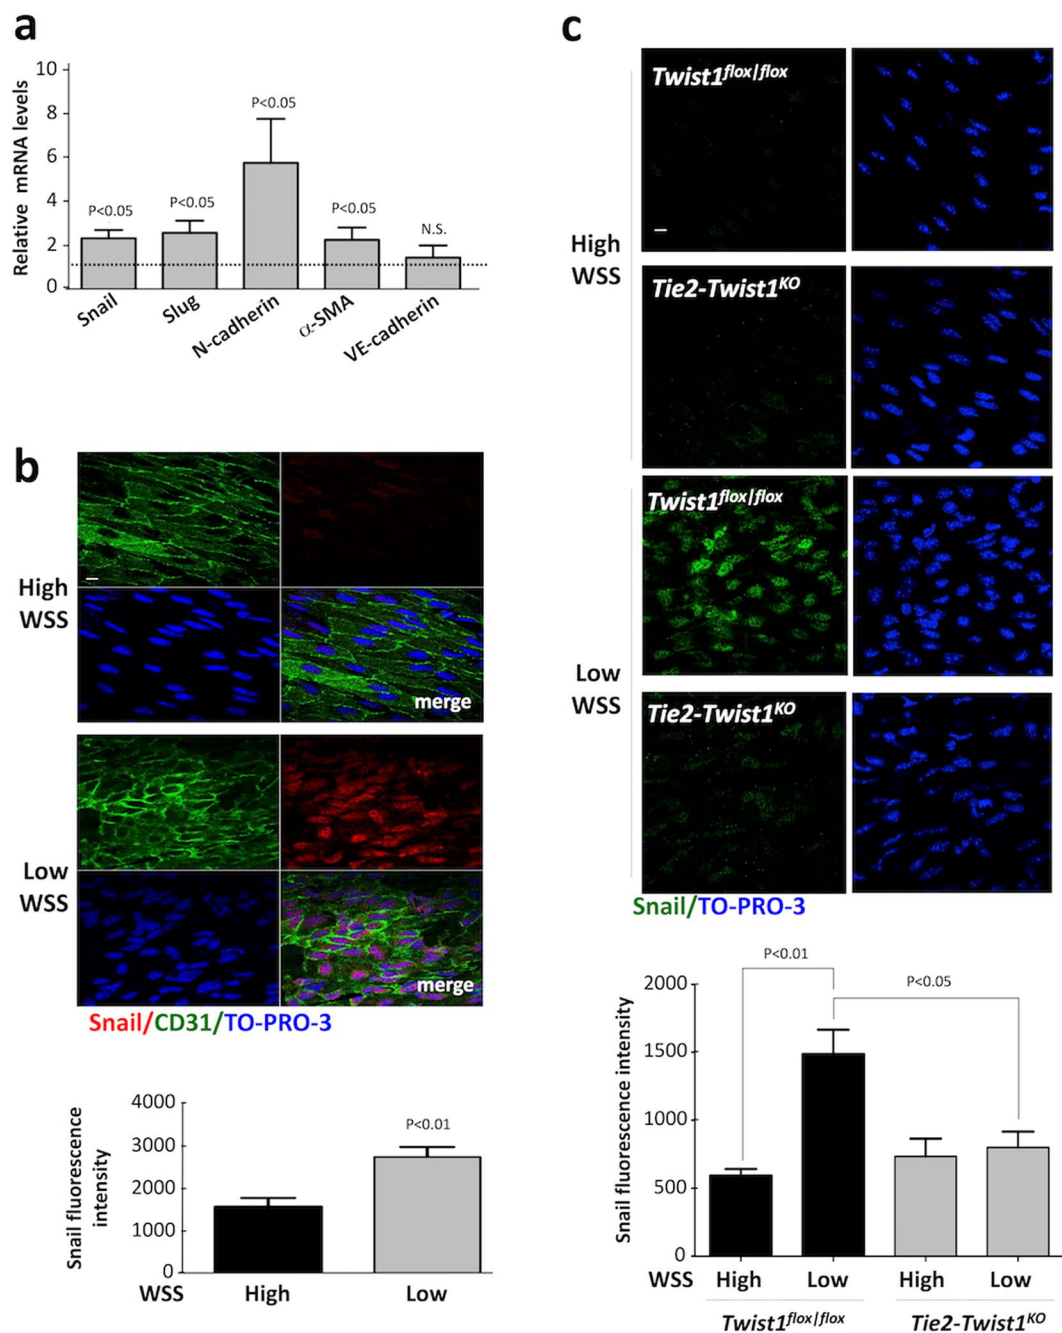 a
Relative mRNA levels
10
8
6
4
2
0
P<0.05
P<0.05
P<0.05
P<0.05
N.S.
Snail
Slug
N-cadherin
α-SMA
VE-cadherin
b
High
WSS
merge
Low
WSS
merge
Snail/CD31/TO-PRO-3
Snail fluorescence
intensity
4000
3000
2000
1000
0
P<0.01
WSS
High
Low
c
High
WSS
Twist1flox/flox
Tie2-Twist1KO
Low
WSS
Twist1flox/flox
Tie2-Twist1KO
Snail/TO-PRO-3
Snail fluorescence intensity
2000
1500
1000
500
0
P<0.01
P<0.05
WSS High Low High Low
Twist1flox/flox Tie2-Twist1KO